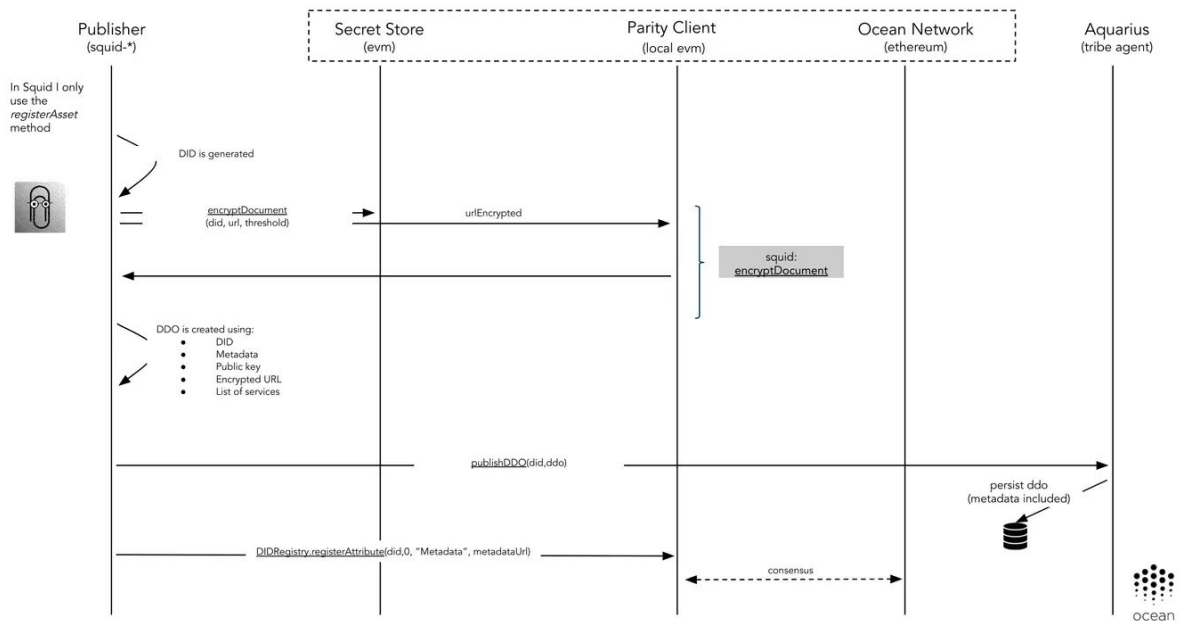 Publisher
(squid-*)
Secret Store
(evm)
Parity Client
(local evm)
Ocean Network
(ethereum)
Aquarius
(tribe agent)
In Squid I only
use the
registerAsset
method
DID is generated
encryptDocument
(did, url, threshold)
urlEncrypted
squid:
encryptDocument
DDO is created using:
● DID
● Metadata
● Public key
● Encrypted URL
● List of services
publishDDO(did,ddo)
persist ddo
(metadata included)
DIDRegistry.registerAttribute(did,0, "Metadata", metadataUrl)
consensus
ocean